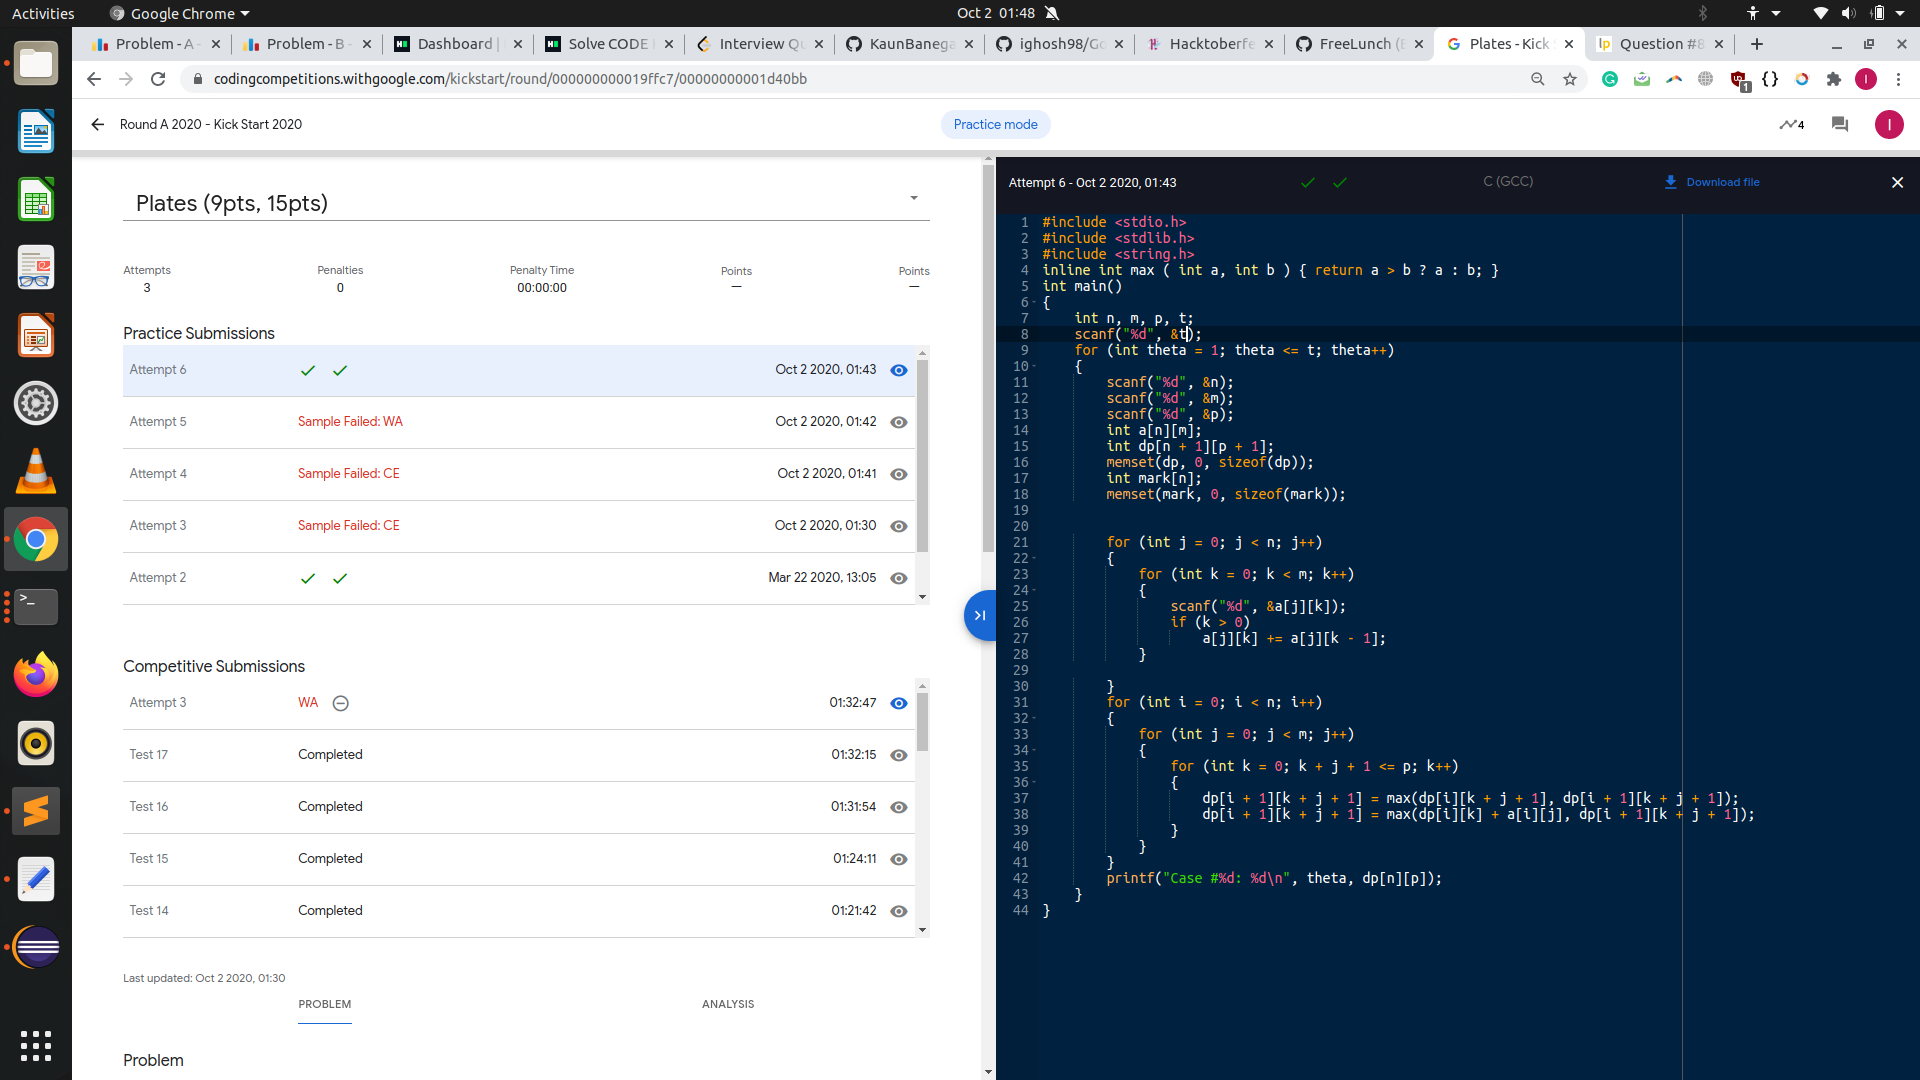 Activities
Google Chrome
Oct 2 01:48
Problem - A -
Problem - B -
Dashboard |
Solve CODE
Interview Qu
KaunBanega
ighosh98/Go
Hacktoberfe
FreeLunch (B
Plates - Kick S
Question #8
codingcompetitions.withgoogle.com/kickstart/round/000000000019ffc7/00000000001d40bb
1
I
Round A 2020 - Kick Start 2020
Practice mode
4
I
Plates (9pts, 15pts)
Attempts Penalties Penalty Time Points Points
3 0 00:00:00 — —
Practice Submissions
Attempt 6 Oct 2 2020, 01:43
Attempt 5 Sample Failed: WA Oct 2 2020, 01:42
Attempt 4 Sample Failed: CE Oct 2 2020, 01:41
Attempt 3 Sample Failed: CE Oct 2 2020, 01:30
Attempt 2 Mar 22 2020, 13:05
Competitive Submissions
Attempt 3 WA 01:32:47
Test 17 Completed 01:32:15
Test 16 Completed 01:31:54
Test 15 Completed 01:24:11
Test 14 Completed 01:21:42
Last updated: Oct 2 2020, 01:30
PROBLEM ANALYSIS
Problem
Attempt 6 - Oct 2 2020, 01:43 C (GCC) Download file
1 #include <stdio.h>
2 #include <stdlib.h>
3 #include <string.h>
4 inline int max ( int a, int b ) { return a > b ? a : b; }
5 int main()
6 {
7 int n, m, p, t;
8 scanf("%d", &t);
9 for (int theta = 1; theta <= t; theta++)
10 {
11 scanf("%d", &n);
12 scanf("%d", &m);
13 scanf("%d", &p);
14 int a[n][m];
15 int dp[n + 1][p + 1];
16 memset(dp, 0, sizeof(dp));
17 int mark[n];
18 memset(mark, 0, sizeof(mark));
19
20
21 for (int j = 0; j < n; j++)
22 {
23 for (int k = 0; k < m; k++)
24 {
25 scanf("%d", &a[j][k]);
26 if (k > 0)
27 a[j][k] += a[j][k - 1];
28 }
29
30 }
31 for (int i = 0; i < n; i++)
32 {
33 for (int j = 0; j < m; j++)
34 {
35 for (int k = 0; k + j + 1 <= p; k++)
36 {
37 dp[i + 1][k + j + 1] = max(dp[i][k + j + 1], dp[i + 1][k + j + 1]);
38 dp[i + 1][k + j + 1] = max(dp[i][k] + a[i][j], dp[i + 1][k + j + 1]);
39 }
40 }
41 }
42 printf("Case #%d: %d\n", theta, dp[n][p]);
43 }
44 }